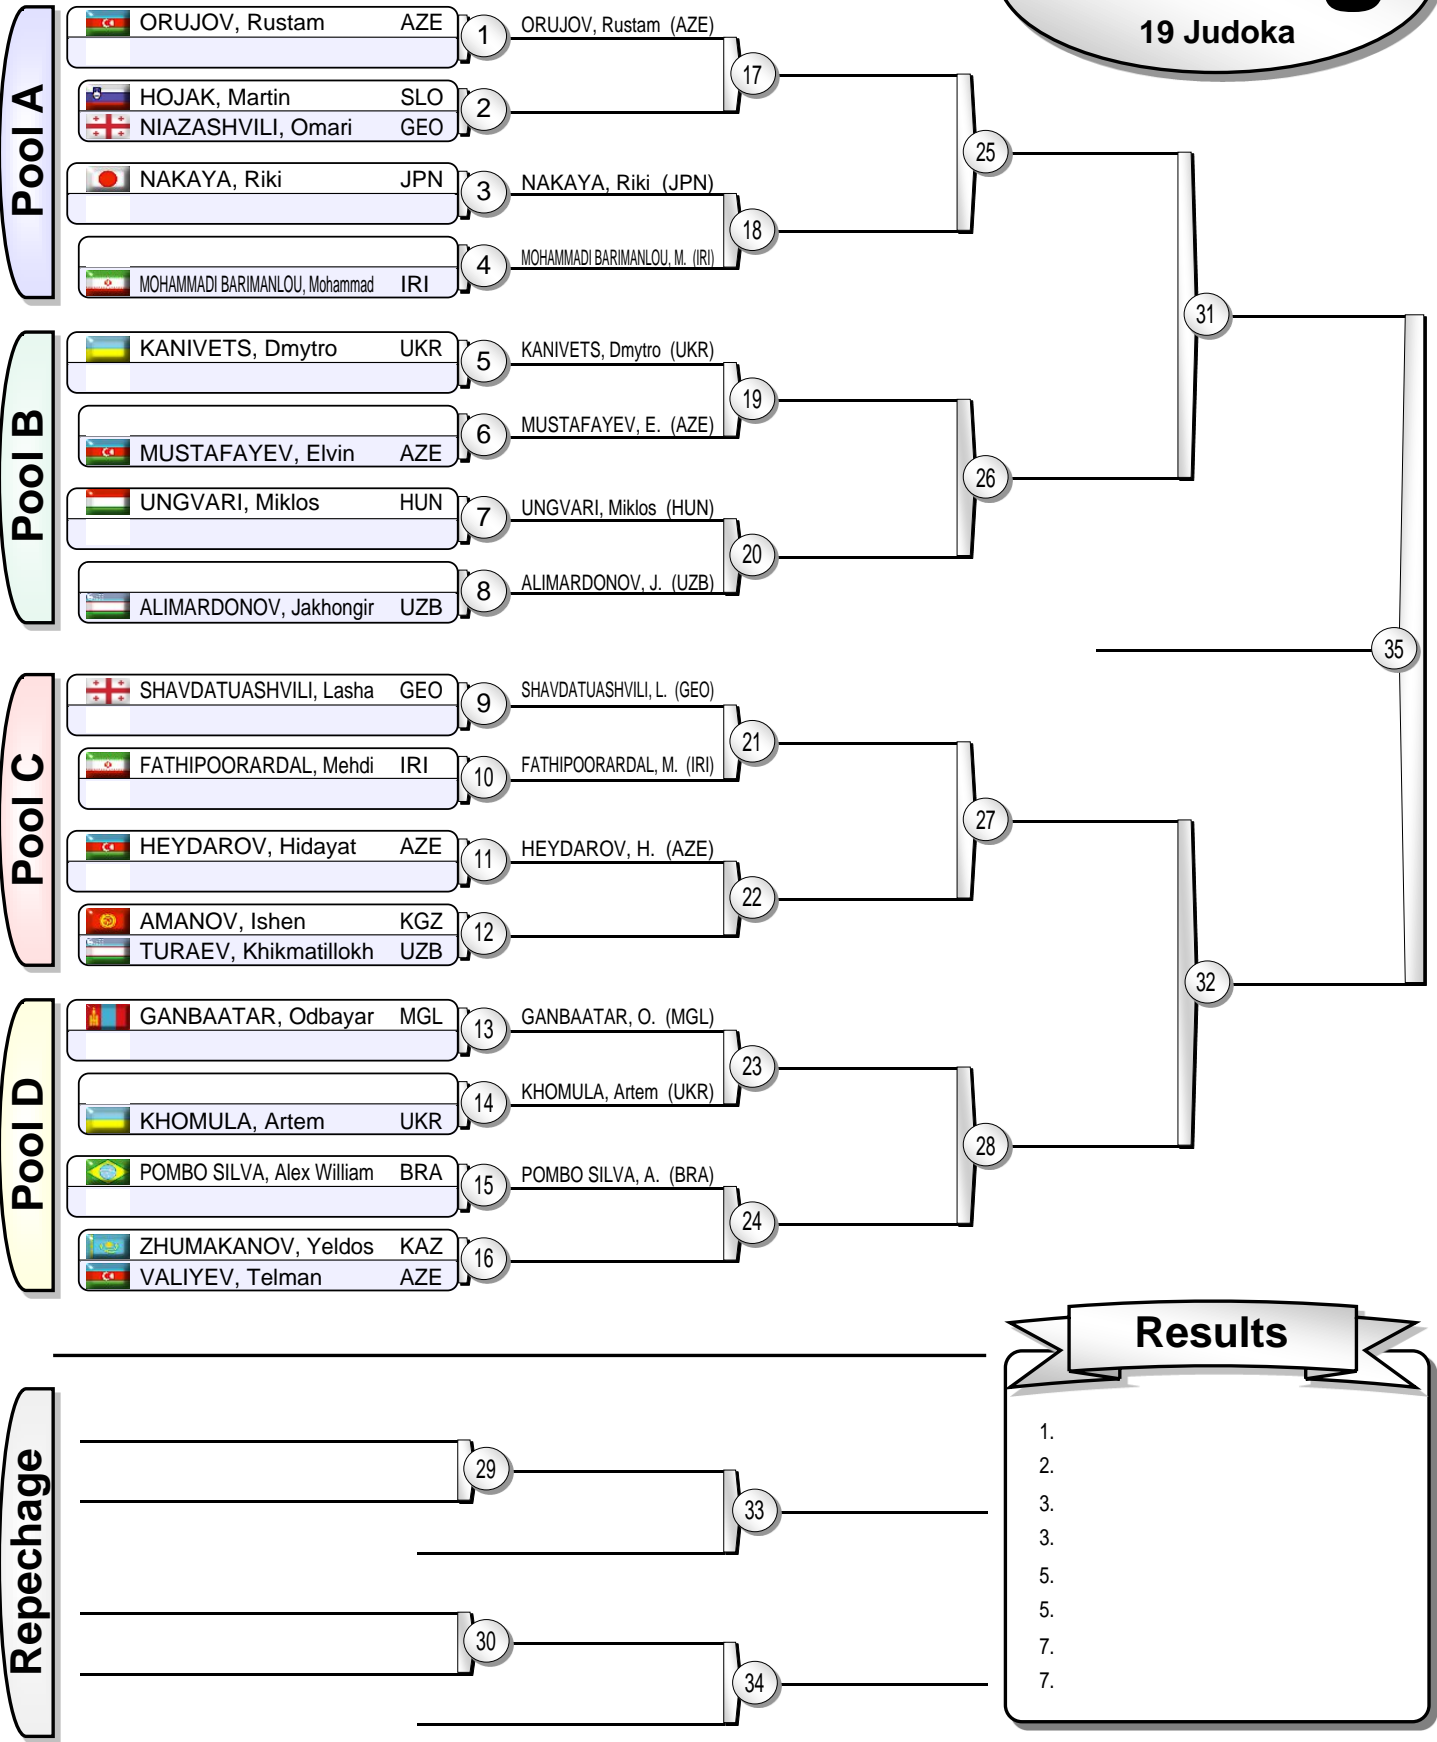 19 Judoka
Pool A
ORUJOV, Rustam AZE
1
ORUJOV, Rustam (AZE)
17
HOJAK, Martin SLO
2
NIAZASHVILI, Omari GEO
25
NAKAYA, Riki JPN
3
NAKAYA, Riki (JPN)
18
4
MOHAMMADI BARIMANLOU, M. (IRI)
MOHAMMADI BARIMANLOU, Mohammad IRI
31
Pool B
KANIVETS, Dmytro UKR
5
KANIVETS, Dmytro (UKR)
19
6
MUSTAFAYEV, E. (AZE)
MUSTAFAYEV, Elvin AZE
26
UNGVARI, Miklos HUN
7
UNGVARI, Miklos (HUN)
20
8
ALIMARDONOV, J. (UZB)
ALIMARDONOV, Jakhongir UZB
35
Pool C
SHAVDATUASHVILI, Lasha GEO
9
SHAVDATUASHVILI, L. (GEO)
21
FATHIPOORARDAL, Mehdi IRI
10
FATHIPOORARDAL, M. (IRI)
27
HEYDAROV, Hidayat AZE
11
HEYDAROV, H. (AZE)
22
AMANOV, Ishen KGZ
12
TURAEV, Khikmatillokh UZB
32
Pool D
GANBAATAR, Odbayar MGL
13
GANBAATAR, O. (MGL)
23
14
KHOMULA, Artem (UKR)
KHOMULA, Artem UKR
28
POMBO SILVA, Alex William BRA
15
POMBO SILVA, A. (BRA)
24
ZHUMAKANOV, Yeldos KAZ
16
VALIYEV, Telman AZE
Repechage
29
33
30
34
Results
1.
2.
3.
3.
5.
5.
7.
7.